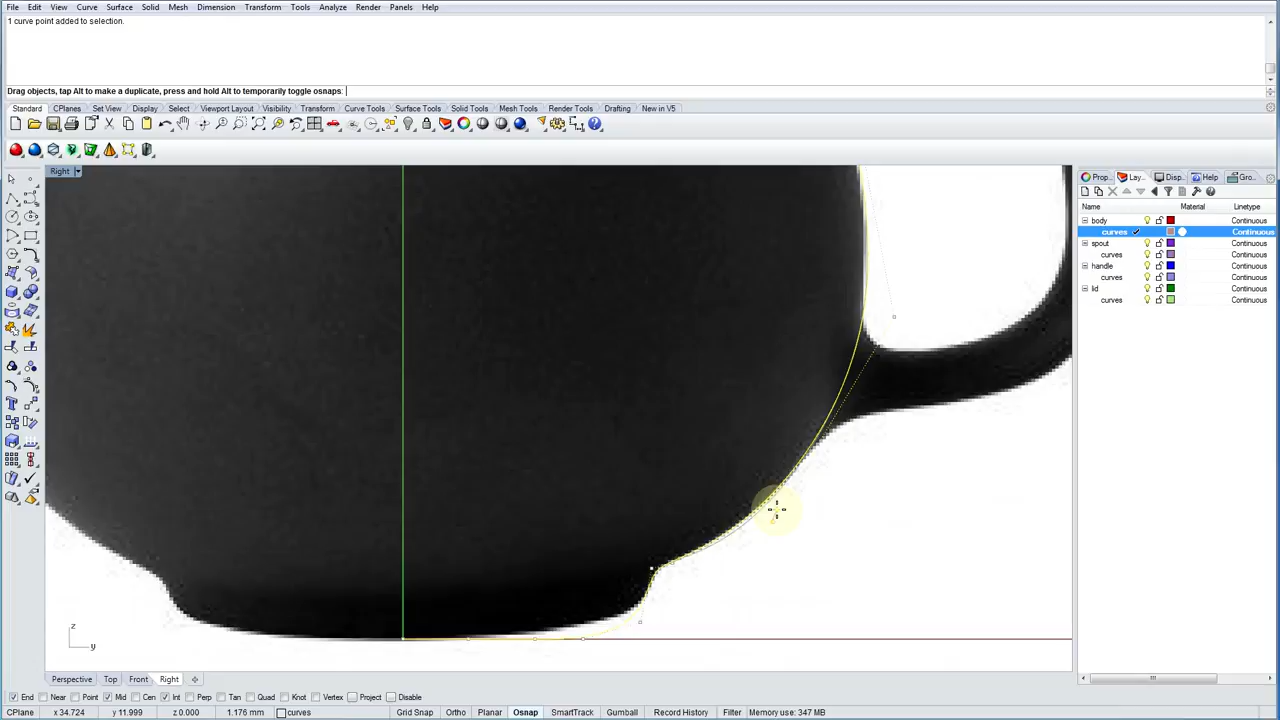 File Edit View Curve Surface Solid Mesh Dimension Transform Tools Analyze Render Panels Help
1 curve point added to selection.
Drag objects, tap Alt to make a duplicate, press and hold Alt to temporarily toggle osnaps:
Standard CPlanes Set View Display Select Viewport Layout Visibility Transform Curve Tools Surface Tools Solid Tools Mesh Tools Render Tools Drafting New in V5
Right
Prop... Lay... Disp... Help Gro...
Name Material Linetype
body Continuous
curves Continuous
spout Continuous
curves Continuous
handle Continuous
curves Continuous
lid Continuous
curves Continuous
z
y
Perspective Top Front Right
End Near Point Mid Cen Int Perp Tan Quad Knot Vertex Project Disable
CPlane x 34.724 y 11.999 z 0.000 1.176 mm curves Grid Snap Ortho Planar Osnap SmartTrack Gumball Record History Filter Memory use: 347 MB